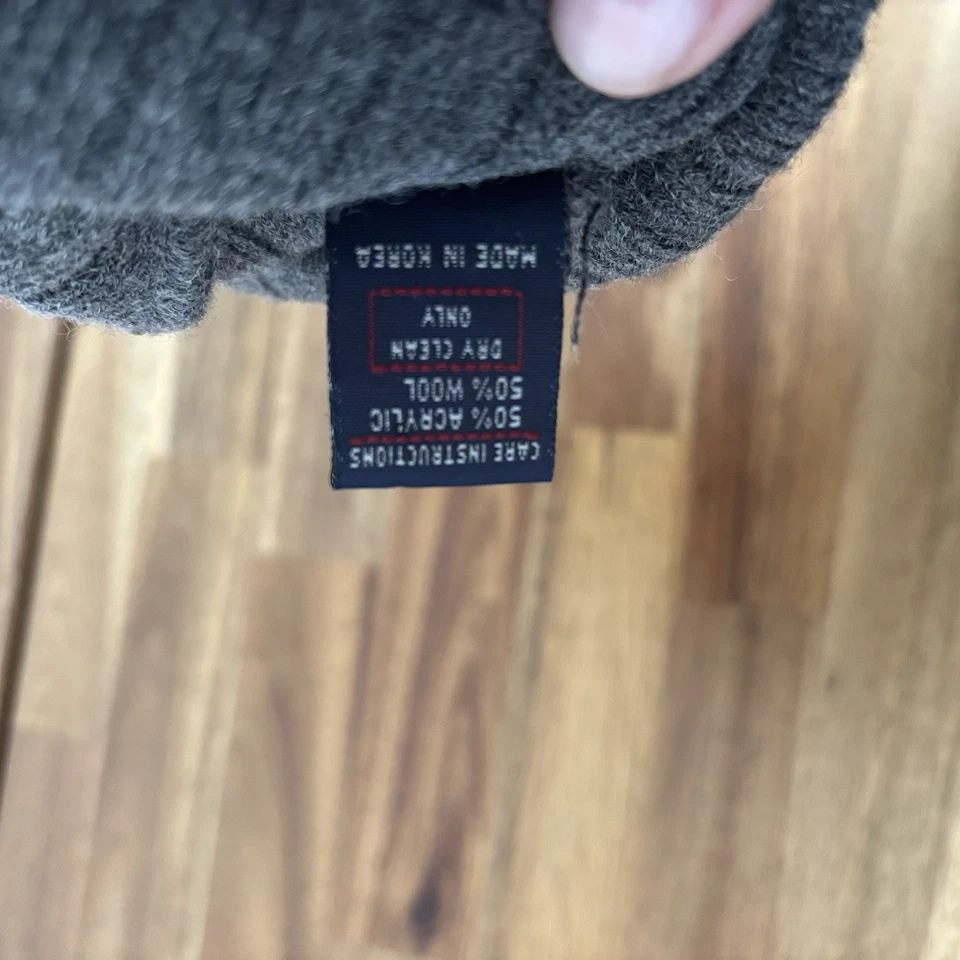 CARE INSTRUCTIONS
50% ACRYLIC
50% WOOL
DRY CLEAN
ONLY
MADE IN KOREA